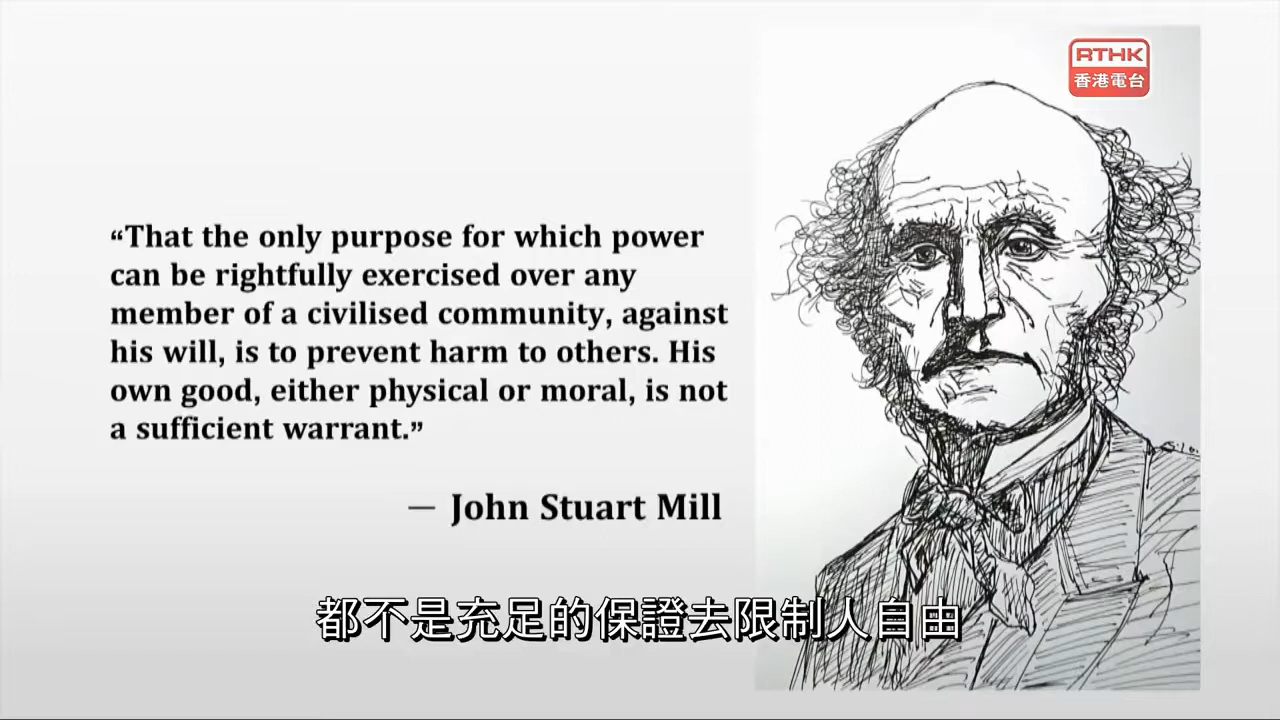 RTHK
香港電台
“That the only purpose for which power
can be rightfully exercised over any
member of a civilised community, against
his will, is to prevent harm to others. His
own good, either physical or moral, is not
a sufficient warrant.”
— John Stuart Mill
都不是充足的保證去限制人自由